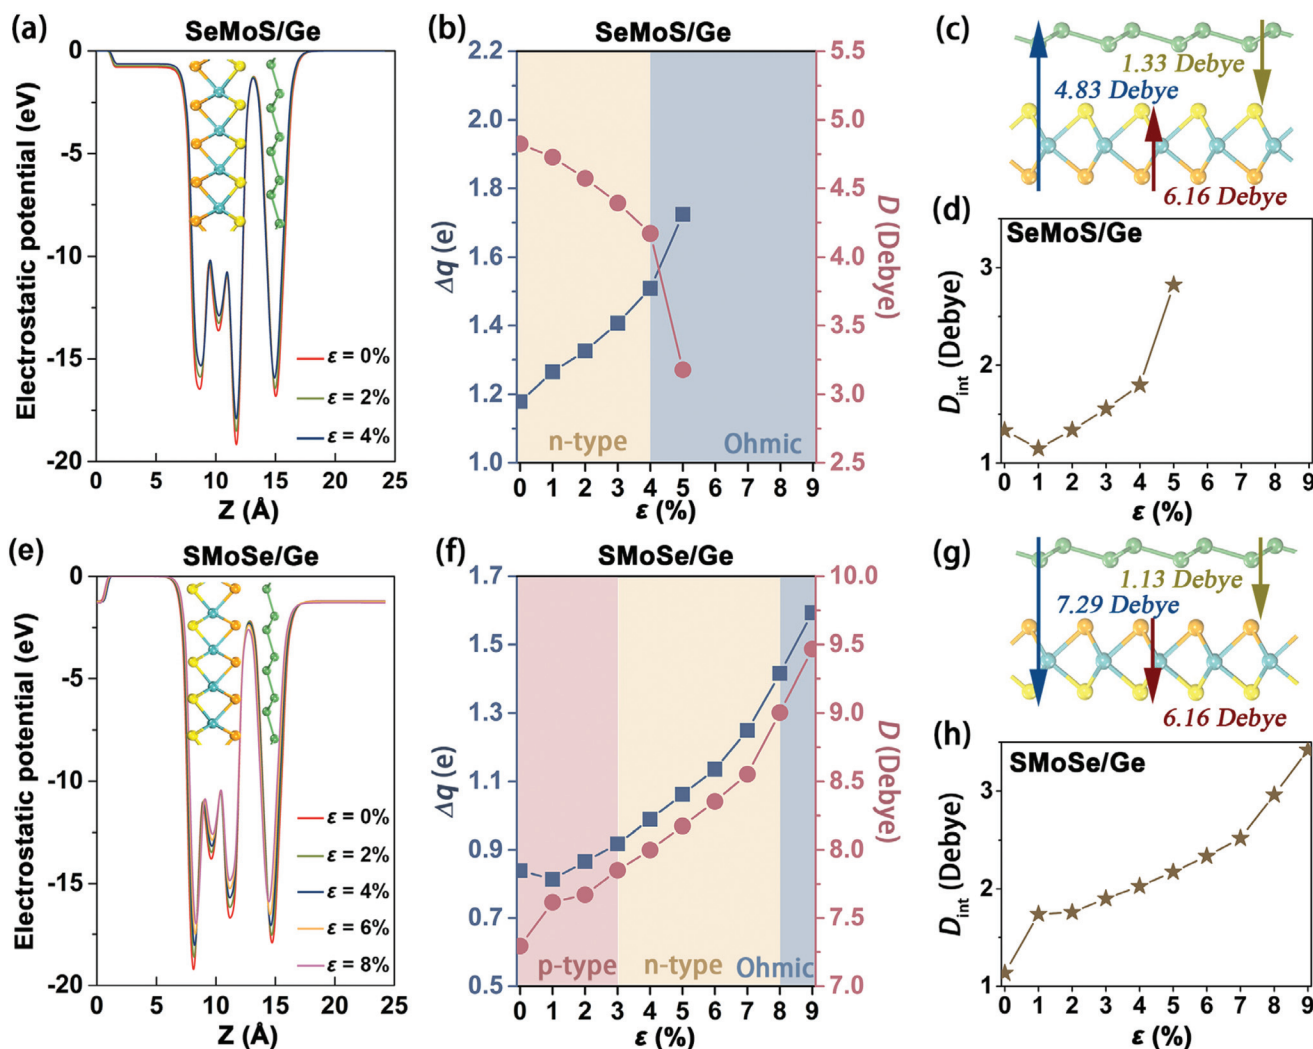 (a)
SeMoS/Ge
Electrostatic potential (eV)
0
-5
-10
-15
-20
ε = 0%
ε = 2%
ε = 4%
0 5 10 15 20 25
Z (Å)
(b)
SeMoS/Ge
Δq (e)
2.2
2.0
1.8
1.6
1.4
1.2
1.0
n-type
Ohmic
5.5
5.0
4.5
4.0
3.5
3.0
2.5
D (Debye)
0 1 2 3 4 5 6 7 8 9
ε (%)
(c)
1.33 Debye
4.83 Debye
6.16 Debye
(d)
SeMoS/Ge
Dint (Debye)
3
2
1
0 1 2 3 4 5 6 7 8 9
ε (%)
(e)
SMoSe/Ge
Electrostatic potential (eV)
0
-5
-10
-15
-20
ε = 0%
ε = 2%
ε = 4%
ε = 6%
ε = 8%
0 5 10 15 20 25
Z (Å)
(f)
SMoSe/Ge
Δq (e)
1.7
1.5
1.3
1.1
0.9
0.7
0.5
p-type
n-type
Ohmic
10.0
9.5
9.0
8.5
8.0
7.5
7.0
D (Debye)
0 1 2 3 4 5 6 7 8 9
ε (%)
(g)
1.13 Debye
7.29 Debye
6.16 Debye
(h)
SMoSe/Ge
Dint (Debye)
3
2
1
0 1 2 3 4 5 6 7 8 9
ε (%)